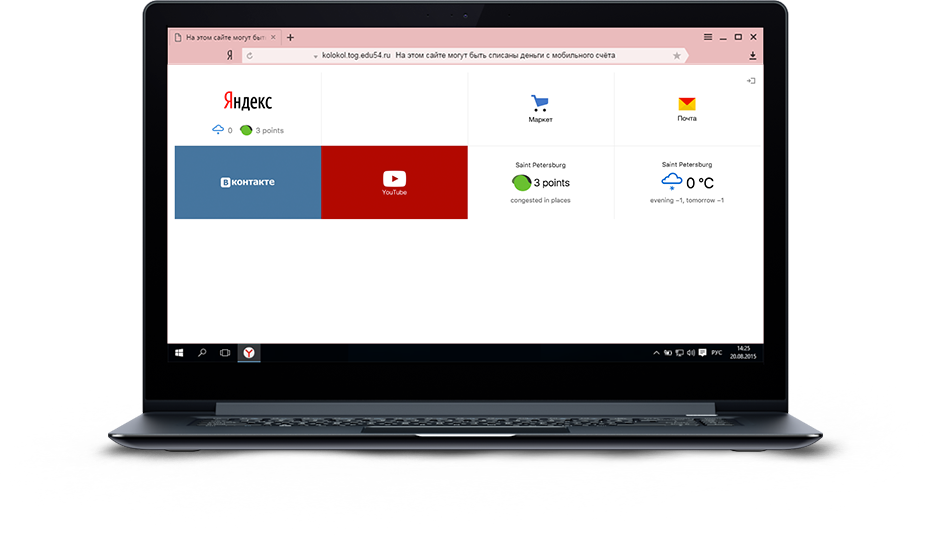 На этом сайте могут быть
Я
kolokol.tog.edu54.ru На этом сайте могут быть списаны деньги с мобильного счёта
Яндекс
0 3 points
Маркет
Почта
В контакте
YouTube
Saint Petersburg
3 points
congested in places
Saint Petersburg
0 °C
evening −1, tomorrow −1
РУС
14:25
20.08.2015